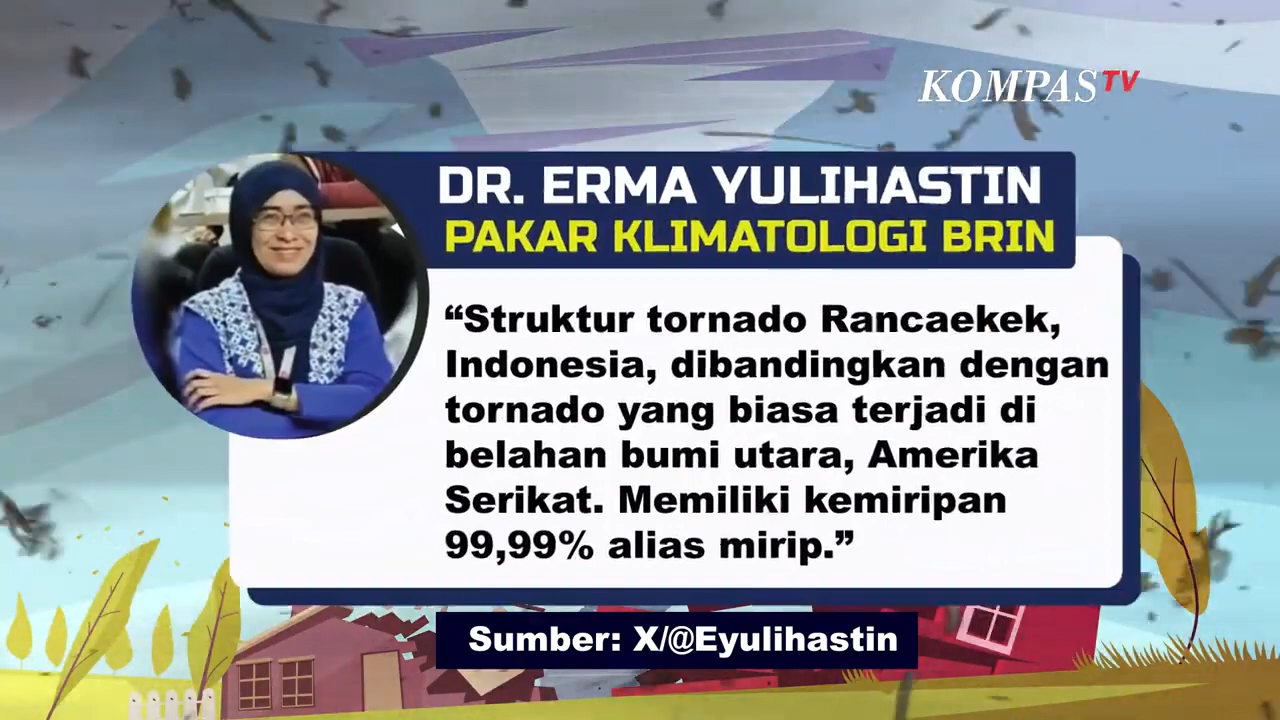 KOMPASTV
DR. ERMA YULIHASTIN
PAKAR KLIMATOLOGI BRIN
“Struktur tornado Rancaekek,
Indonesia, dibandingkan dengan
tornado yang biasa terjadi di
belahan bumi utara, Amerika
Serikat. Memiliki kemiripan
99,99% alias mirip.”
Sumber: X/@Eyulihastin